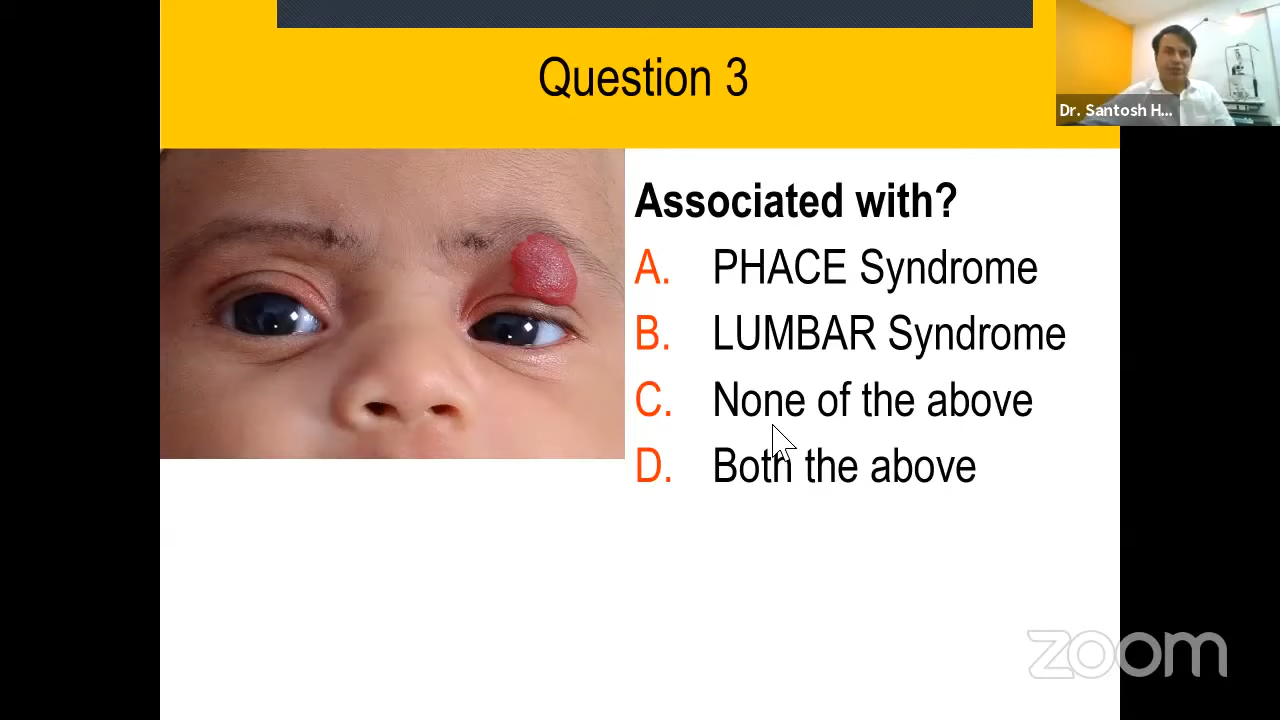 Question 3
Dr. Santosh H...
Associated with?
A. PHACE Syndrome
B. LUMBAR Syndrome
C. None of the above
D. Both the above
zoom